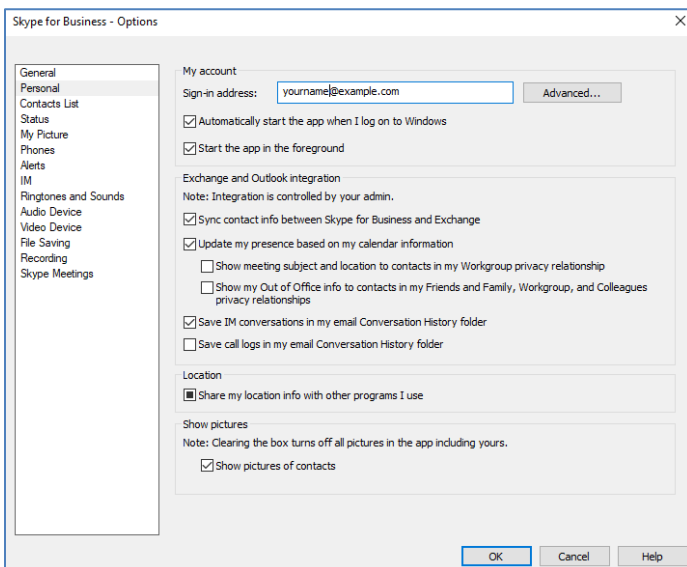 Skype for Business - Options
General
Personal
Contacts List
Status
My Picture
Phones
Alerts
IM
Ringtones and Sounds
Audio Device
Video Device
File Saving
Recording
Skype Meetings
My account
Sign-in address: yourname@example.com Advanced...
Automatically start the app when I log on to Windows
Start the app in the foreground
Exchange and Outlook integration
Note: Integration is controlled by your admin.
Sync contact info between Skype for Business and Exchange
Update my presence based on my calendar information
Show meeting subject and location to contacts in my Workgroup privacy relationship
Show my Out of Office info to contacts in my Friends and Family, Workgroup, and Colleagues
privacy relationships
Save IM conversations in my email Conversation History folder
Save call logs in my email Conversation History folder
Location
Share my location info with other programs I use
Show pictures
Note: Clearing the box turns off all pictures in the app including yours.
Show pictures of contacts
OK Cancel Help